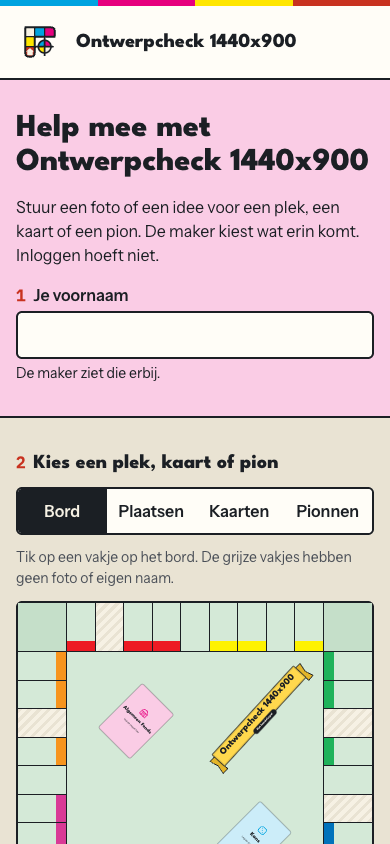 Ontwerpcheck 1440x900
Help mee met
Ontwerpcheck 1440x900
Stuur een foto of een idee voor een plek, een
kaart of een pion. De maker kiest wat erin komt.
Inloggen hoeft niet.
1 Je voornaam
De maker ziet die erbij.
2 Kies een plek, kaart of pion
Bord Plaatsen Kaarten Pionnen
Tik op een vakje op het bord. De grijze vakjes hebben
geen foto of eigen naam.
Ontwerpcheck 1440x900
Algemeen Fonds
Kans